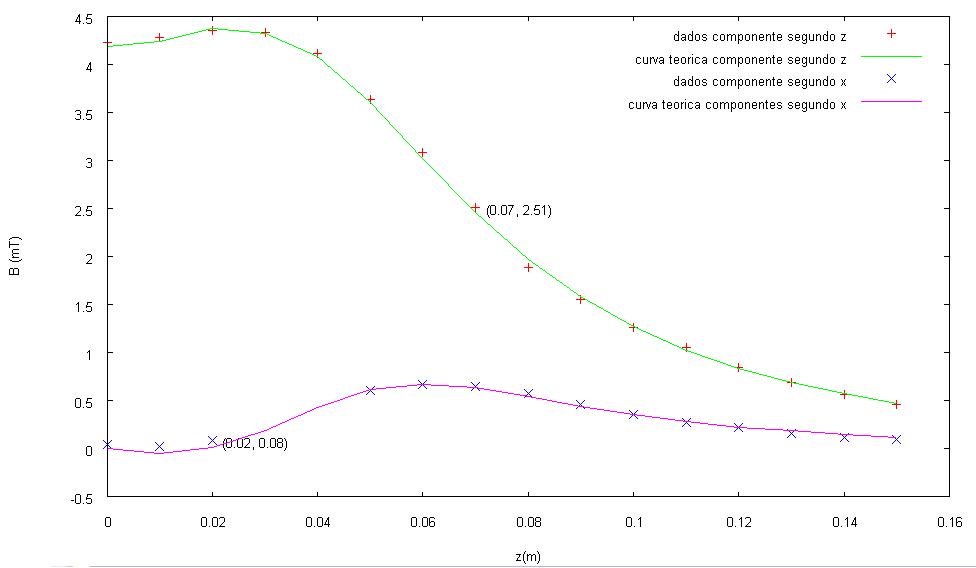 4.5
4
3.5
3
2.5
2
1.5
1
0.5
0
-0.5
B (mT)
dados componente segundo z
curva teorica componente segundo z
dados componente segundo x
curva teorica componentes segundo x
(0.07, 2.51)
(0.02, 0.08)
0 0.02 0.04 0.06 0.08 0.1 0.12 0.14 0.16
z(m)